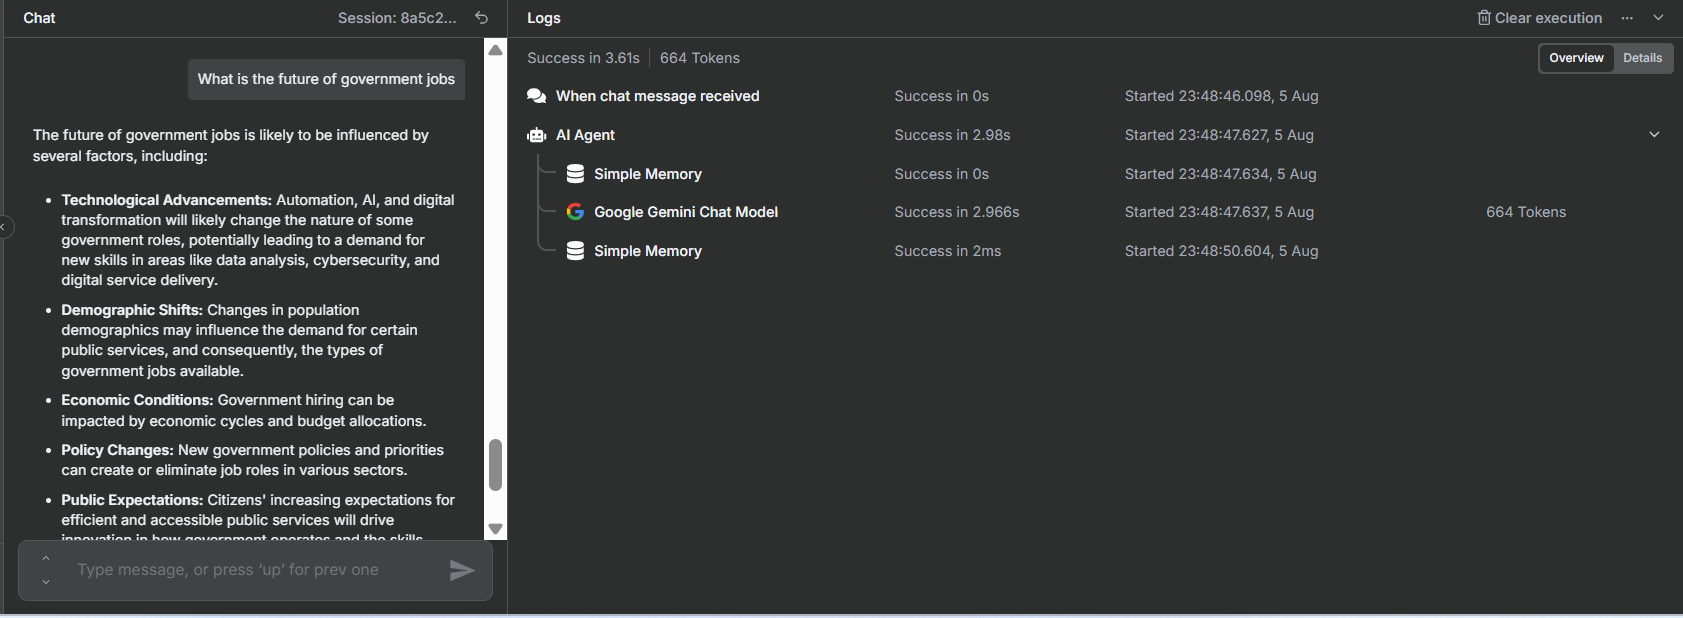 Chat
Session: 8a5c2...
What is the future of government jobs
The future of government jobs is likely to be influenced by
several factors, including:
• Technological Advancements: Automation, AI, and digital
transformation will likely change the nature of some
government roles, potentially leading to a demand for
new skills in areas like data analysis, cybersecurity, and
digital service delivery.
• Demographic Shifts: Changes in population
demographics may influence the demand for certain
public services, and consequently, the types of
government jobs available.
• Economic Conditions: Government hiring can be
impacted by economic cycles and budget allocations.
• Policy Changes: New government policies and priorities
can create or eliminate job roles in various sectors.
• Public Expectations: Citizens' increasing expectations for
efficient and accessible public services will drive
innovation in how government operates and the skills
Type message, or press ‘up’ for prev one
Logs
Clear execution
Success in 3.61s | 664 Tokens
Overview Details
When chat message received Success in 0s Started 23:48:46.098, 5 Aug
AI Agent Success in 2.98s Started 23:48:47.627, 5 Aug
Simple Memory Success in 0s Started 23:48:47.634, 5 Aug
Google Gemini Chat Model Success in 2.966s Started 23:48:47.637, 5 Aug 664 Tokens
Simple Memory Success in 2ms Started 23:48:50.604, 5 Aug